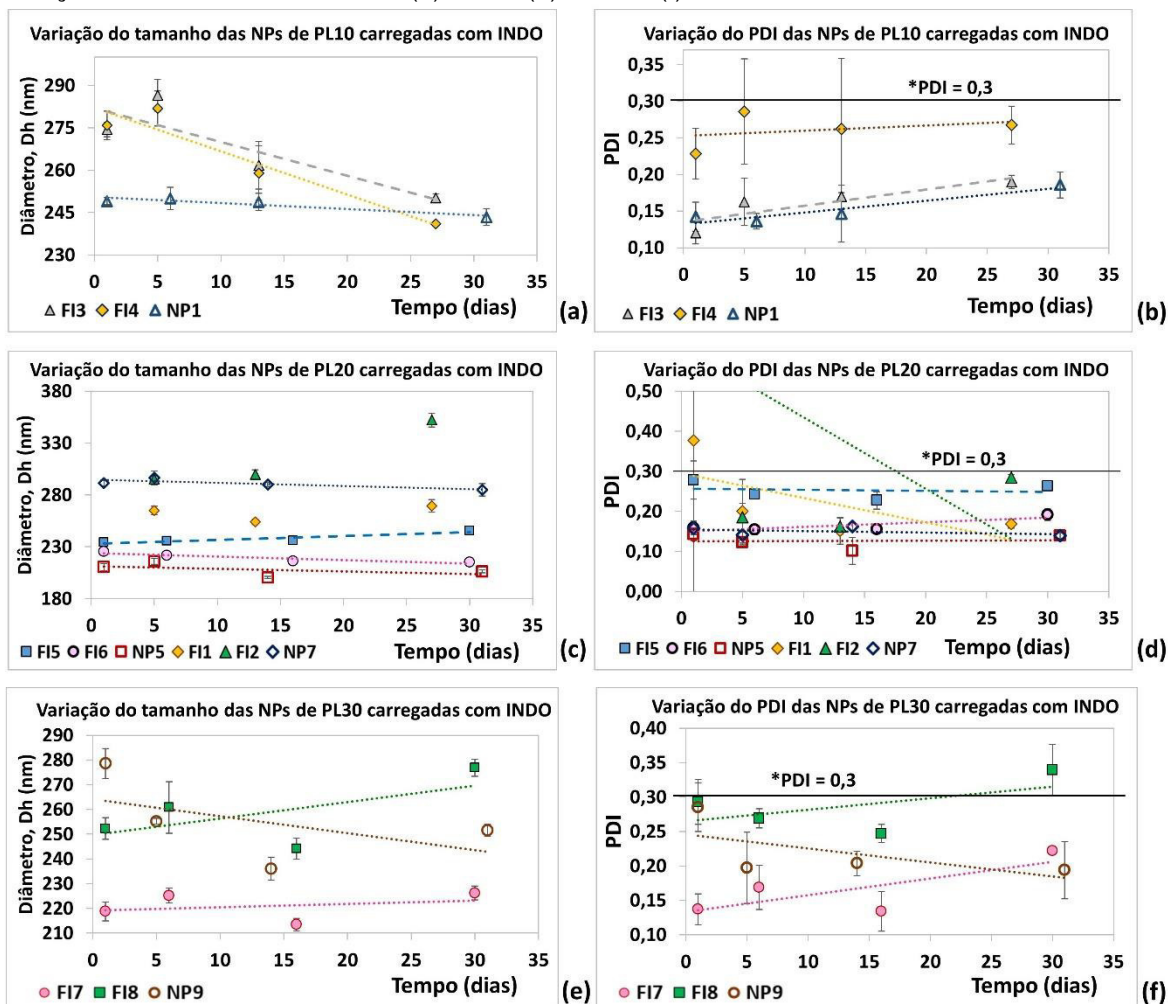 Variação do tamanho das NPs de PL10 carregadas com INDO
Diâmetro, Dh (nm)
290
275
260
245
230
0 5 10 15 20 25 30 35
Tempo (dias)
FI3 FI4 NP1
(a)
Variação do PDI das NPs de PL10 carregadas com INDO
PDI
0,35
0,30
0,25
0,20
0,15
0,10
*PDI = 0,3
0 5 10 15 20 25 30 35
Tempo (dias)
FI3 FI4 NP1
(b)
Variação do tamanho das NPs de PL20 carregadas com INDO
Diâmetro, Dh (nm)
380
330
280
230
180
0 5 10 15 20 25 30 35
FI5 FI6 NP5 FI1 FI2 NP7
Tempo (dias)
(c)
Variação do PDI das NPs de PL20 carregadas com INDO
PDI
0,50
0,40
0,30
0,20
0,10
0,00
*PDI = 0,3
0 5 10 15 20 25 30 35
FI5 FI6 NP5 FI1 FI2 NP7
Tempo (dias)
(d)
Variação do tamanho das NPs de PL30 carregadas com INDO
Diâmetro, Dh (nm)
290
280
270
260
250
240
230
220
210
0 5 10 15 20 25 30 35
Tempo (dias)
FI7 FI8 NP9
(e)
Variação do PDI das NPs de PL30 carregadas com INDO
PDI
0,40
0,35
0,30
0,25
0,20
0,15
0,10
*PDI = 0,3
0 5 10 15 20 25 30 35
Tempo (dias)
FI7 FI8 NP9
(f)